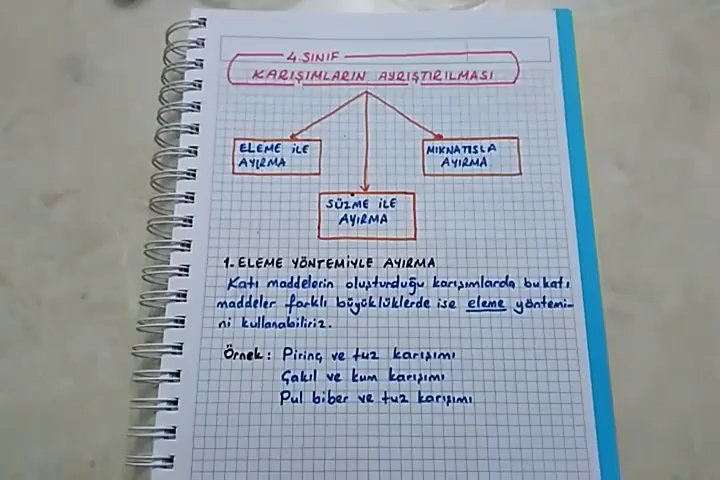 4. SINIF
KARIŞIMLARIN AYRIŞTIRILMASI
ELEME İLE
AYIRMA
MIKNATISLA
AYIRMA
SÜZME İLE
AYIRMA
1. ELEME YÖNTEMİYLE AYIRMA
Katı maddelerin oluşturduğu karışımlarda bu katı
maddeler farklı büyüklüklerde ise eleme yöntemi-
ni kullanabiliriz.
Örnek: Pirinç ve tuz karışımı
Çakıl ve kum karışımı
Pul biber ve tuz karışımı